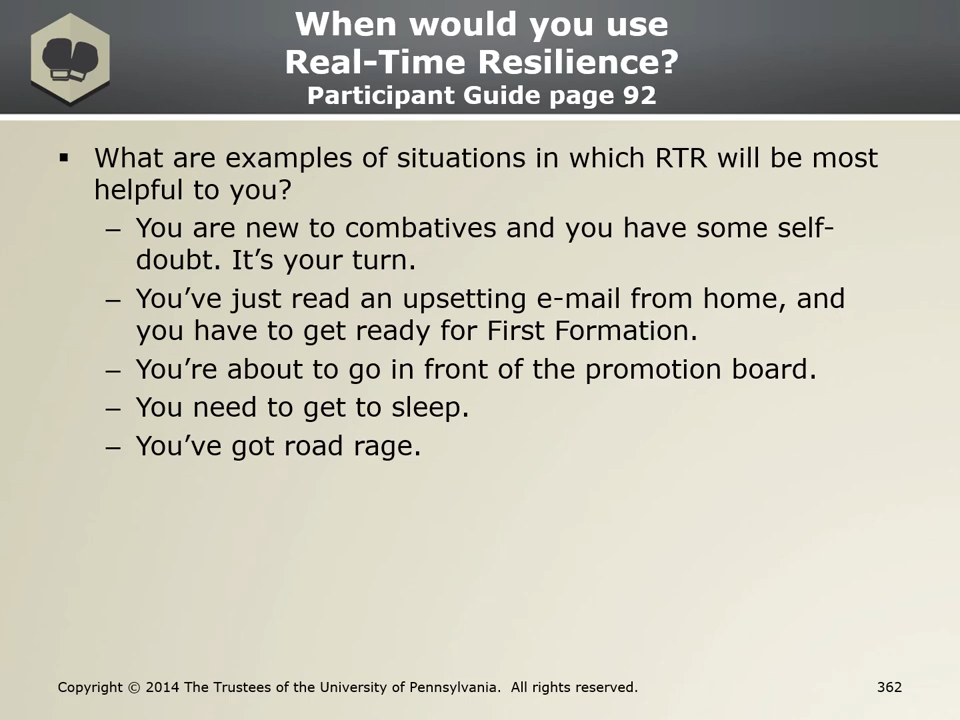 When would you use
Real-Time Resilience?
Participant Guide page 92
▪ What are examples of situations in which RTR will be most
helpful to you?
– You are new to combatives and you have some self-
doubt. It’s your turn.
– You’ve just read an upsetting e-mail from home, and
you have to get ready for First Formation.
– You’re about to go in front of the promotion board.
– You need to get to sleep.
– You’ve got road rage.
Copyright © 2014 The Trustees of the University of Pennsylvania. All rights reserved. 362